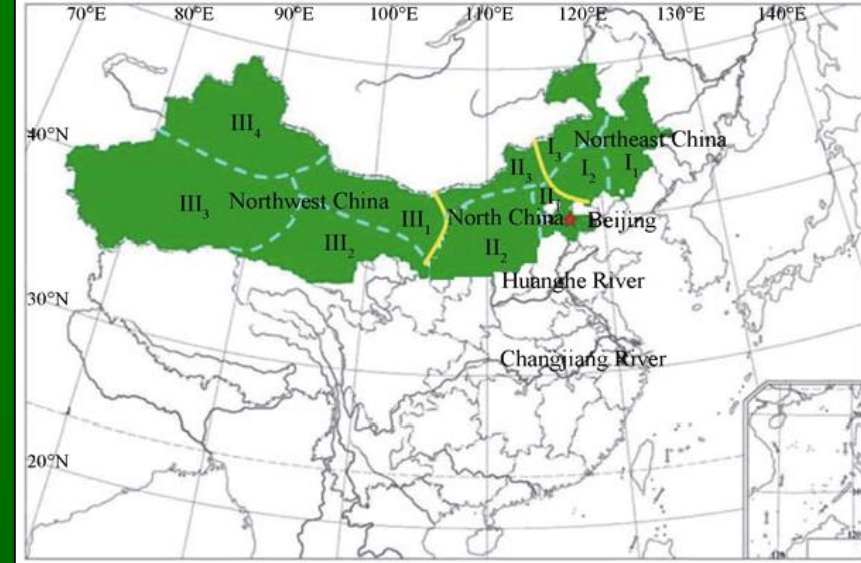 70°E 80°E 90°E 100°E 110°E 120°E 130°E 140°E
40°N
III₄
I₃ Northeast China
II₃ I₂ I₁
III₃ Northwest China
III₁ North China Beijing
III₂
II₂
Huanghe River
30°N
Changjiang River
20°N